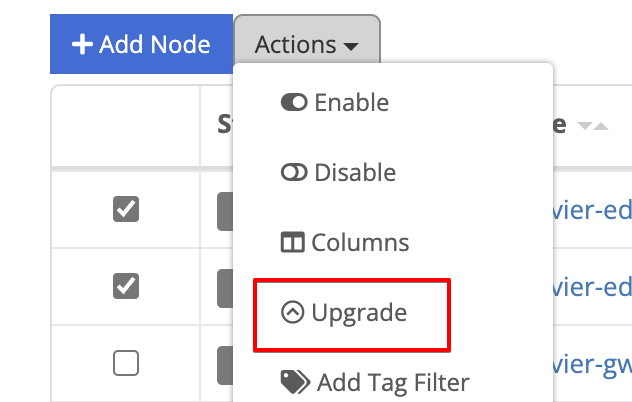 Add Node
Actions
Enable
Disable
vier-ed
Columns
vier-ed
Upgrade
vier-gw
Add Tag Filter